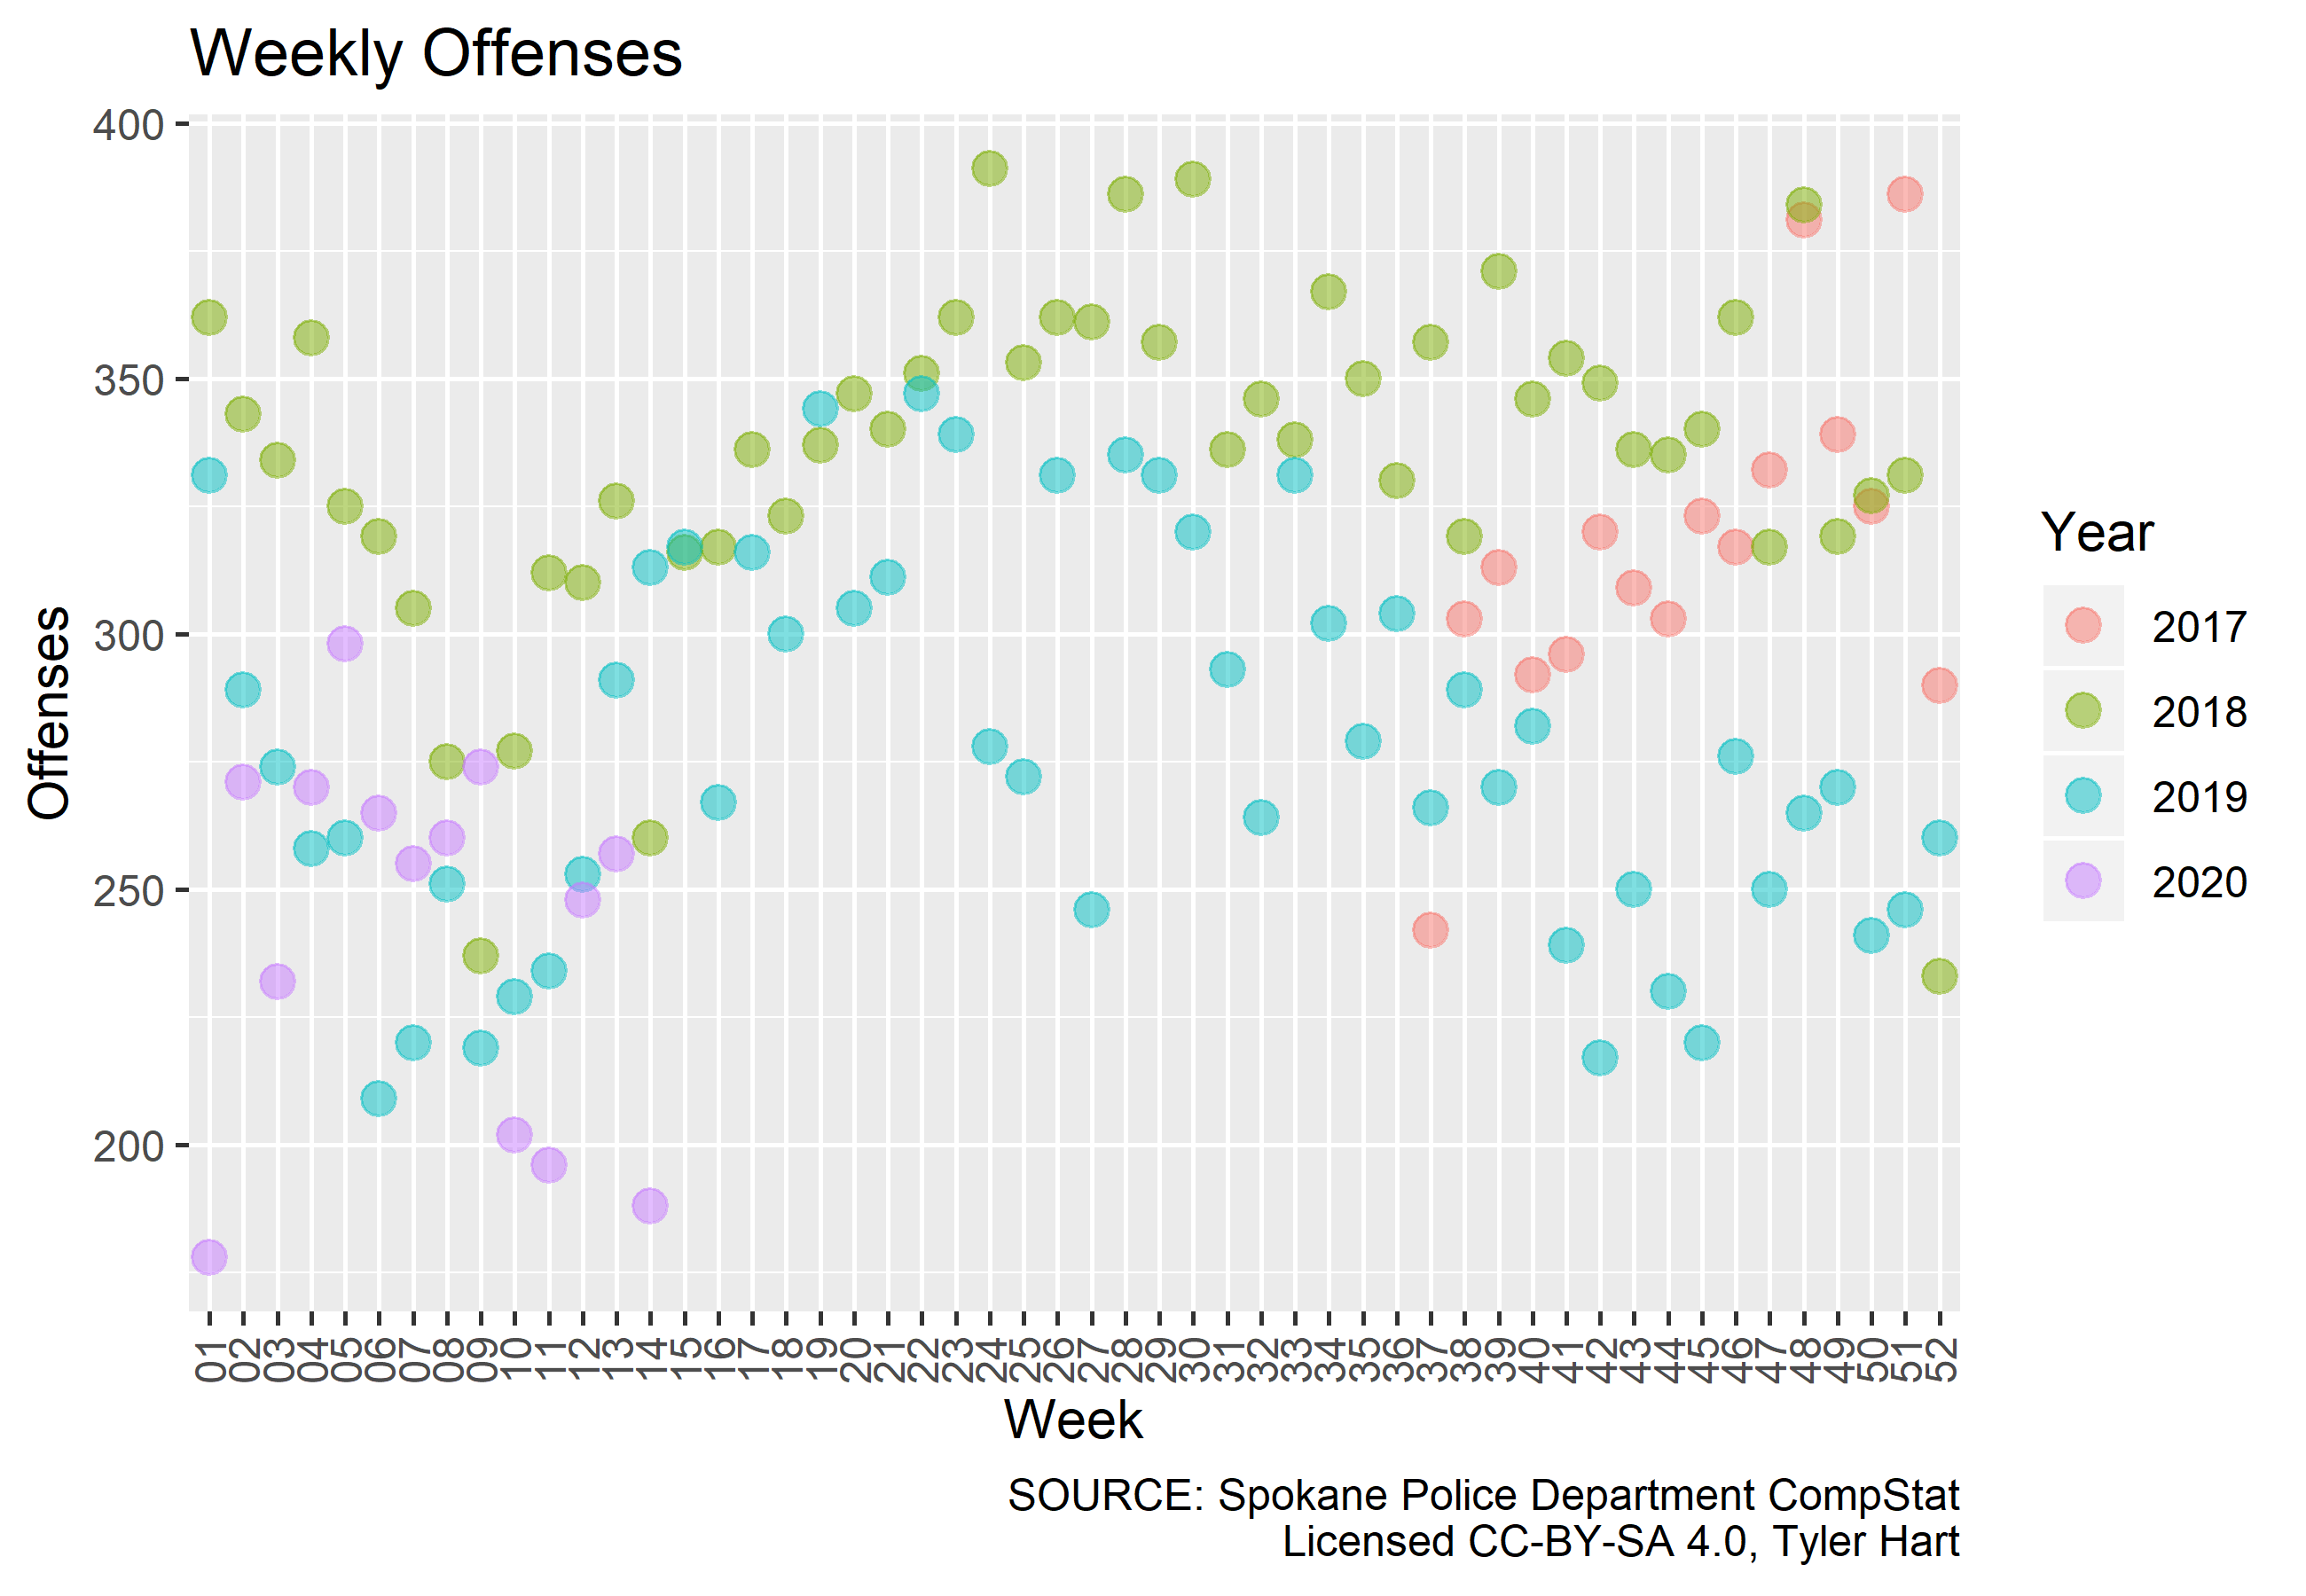 Weekly Offenses
400
350
300
250
200
Offenses
01 02 03 04 05 06 07 08 09 10 11 12 13 14 15 16 17 18 19 20 21 22 23 24 25 26 27 28 29 30 31 32 33 34 35 36 37 38 39 40 41 42 43 44 45 46 47 48 49 50 51 52
Week
Year
2017
2018
2019
2020
SOURCE: Spokane Police Department CompStat
Licensed CC-BY-SA 4.0, Tyler Hart